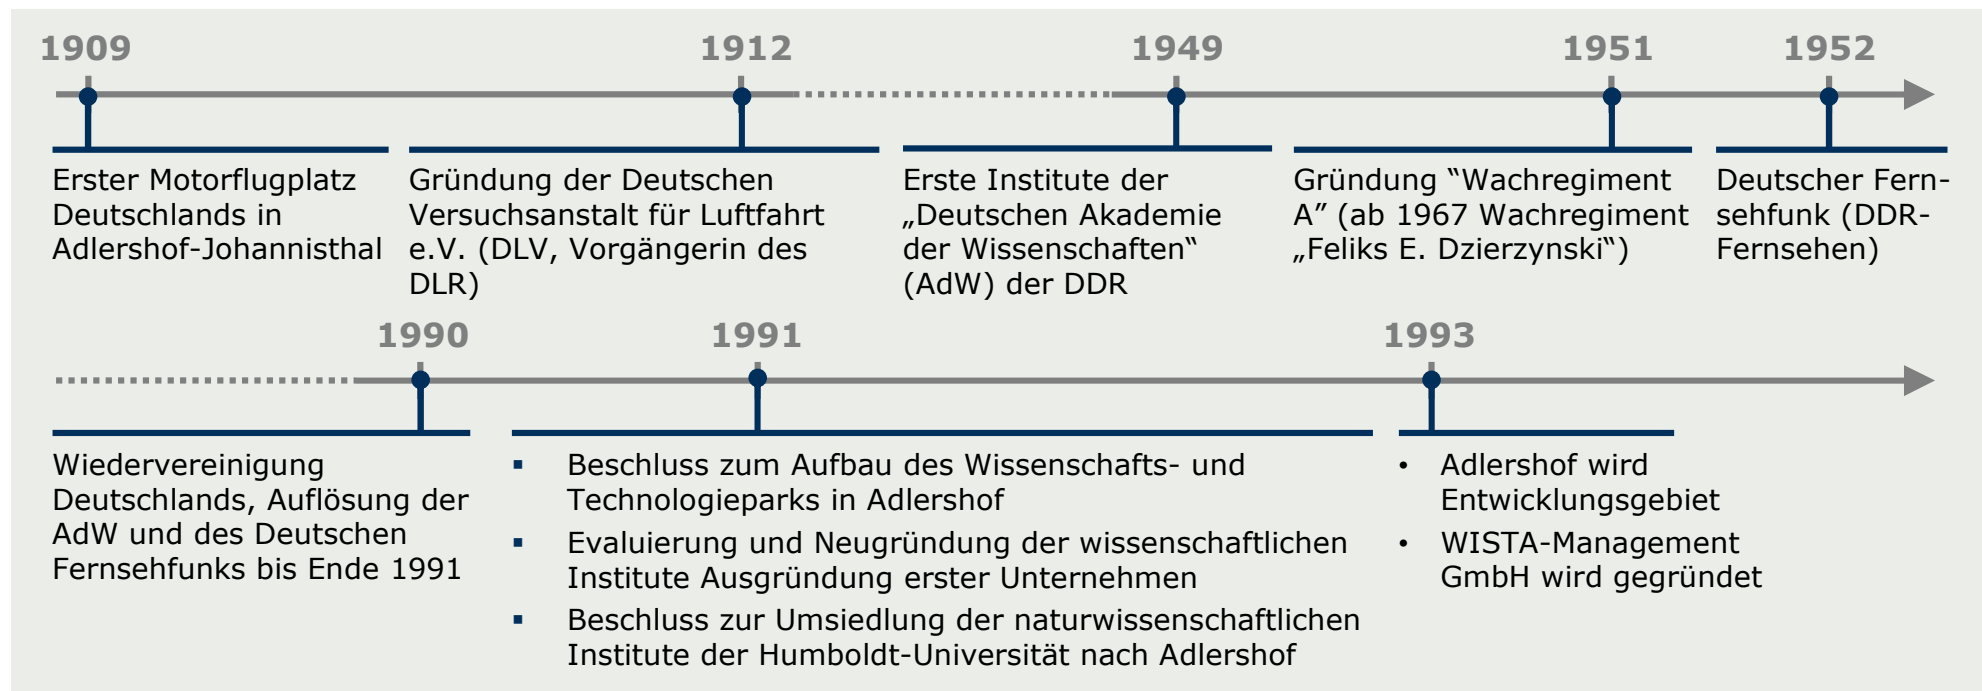 1909
1912
1949
1951
1952
Erster Motorflugplatz
Deutschlands in
Adlershof-Johannisthal
Gründung der Deutschen
Versuchsanstalt für Luftfahrt
e.V. (DLV, Vorgängerin des
DLR)
Erste Institute der
„Deutschen Akademie
der Wissenschaften“
(AdW) der DDR
Gründung “Wachregiment
A” (ab 1967 Wachregiment
„Feliks E. Dzierzynski“)
Deutscher Fern-
sehfunk (DDR-
Fernsehen)
1990
1991
1993
Wiedervereinigung
Deutschlands, Auflösung der
AdW und des Deutschen
Fernsehfunks bis Ende 1991
▪ Beschluss zum Aufbau des Wissenschafts- und
Technologieparks in Adlershof
▪ Evaluierung und Neugründung der wissenschaftlichen
Institute Ausgründung erster Unternehmen
▪ Beschluss zur Umsiedlung der naturwissenschaftlichen
Institute der Humboldt-Universität nach Adlershof
• Adlershof wird
Entwicklungsgebiet
• WISTA-Management
GmbH wird gegründet